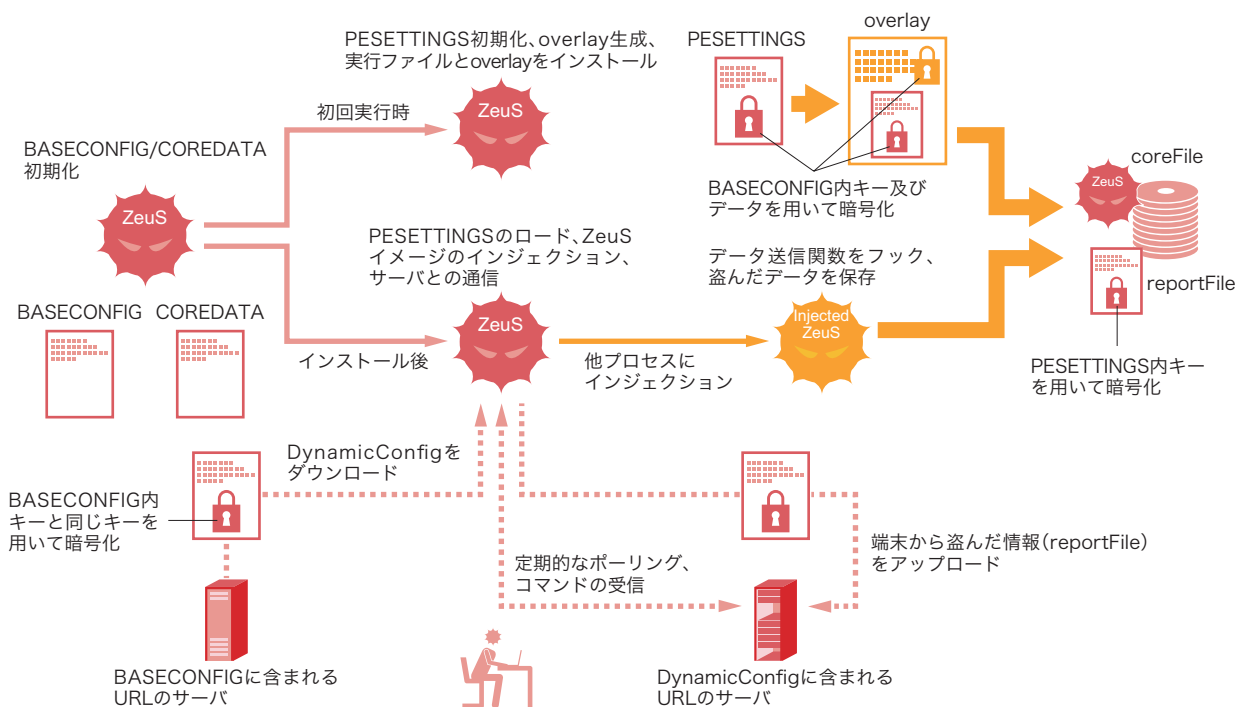 PESETTINGS初期化、overlay生成、
実行ファイルとoverlayをインストール
ZeuS
初回実行時
BASECONFIG/COREDATA
初期化
ZeuS
BASECONFIG
COREDATA
PESETTINGS
overlay
BASECONFIG内キー及び
データを用いて暗号化
coreFile
ZeuS
reportFile
PESETTINGS内キー
を用いて暗号化
PESETTINGSのロード、ZeuS
イメージのインジェクション、
サーバとの通信
ZeuS
インストール後
他プロセスに
インジェクション
データ送信関数をフック、
盗んだデータを保存
Injected
ZeuS
DynamicConfigを
ダウンロード
BASECONFIG内
キーと同じキーを
用いて暗号化
定期的なポーリング、
コマンドの受信
端末から盗んだ情報(reportFile)
をアップロード
BASECONFIGに含まれる
URLのサーバ
DynamicConfigに含まれる
URLのサーバ